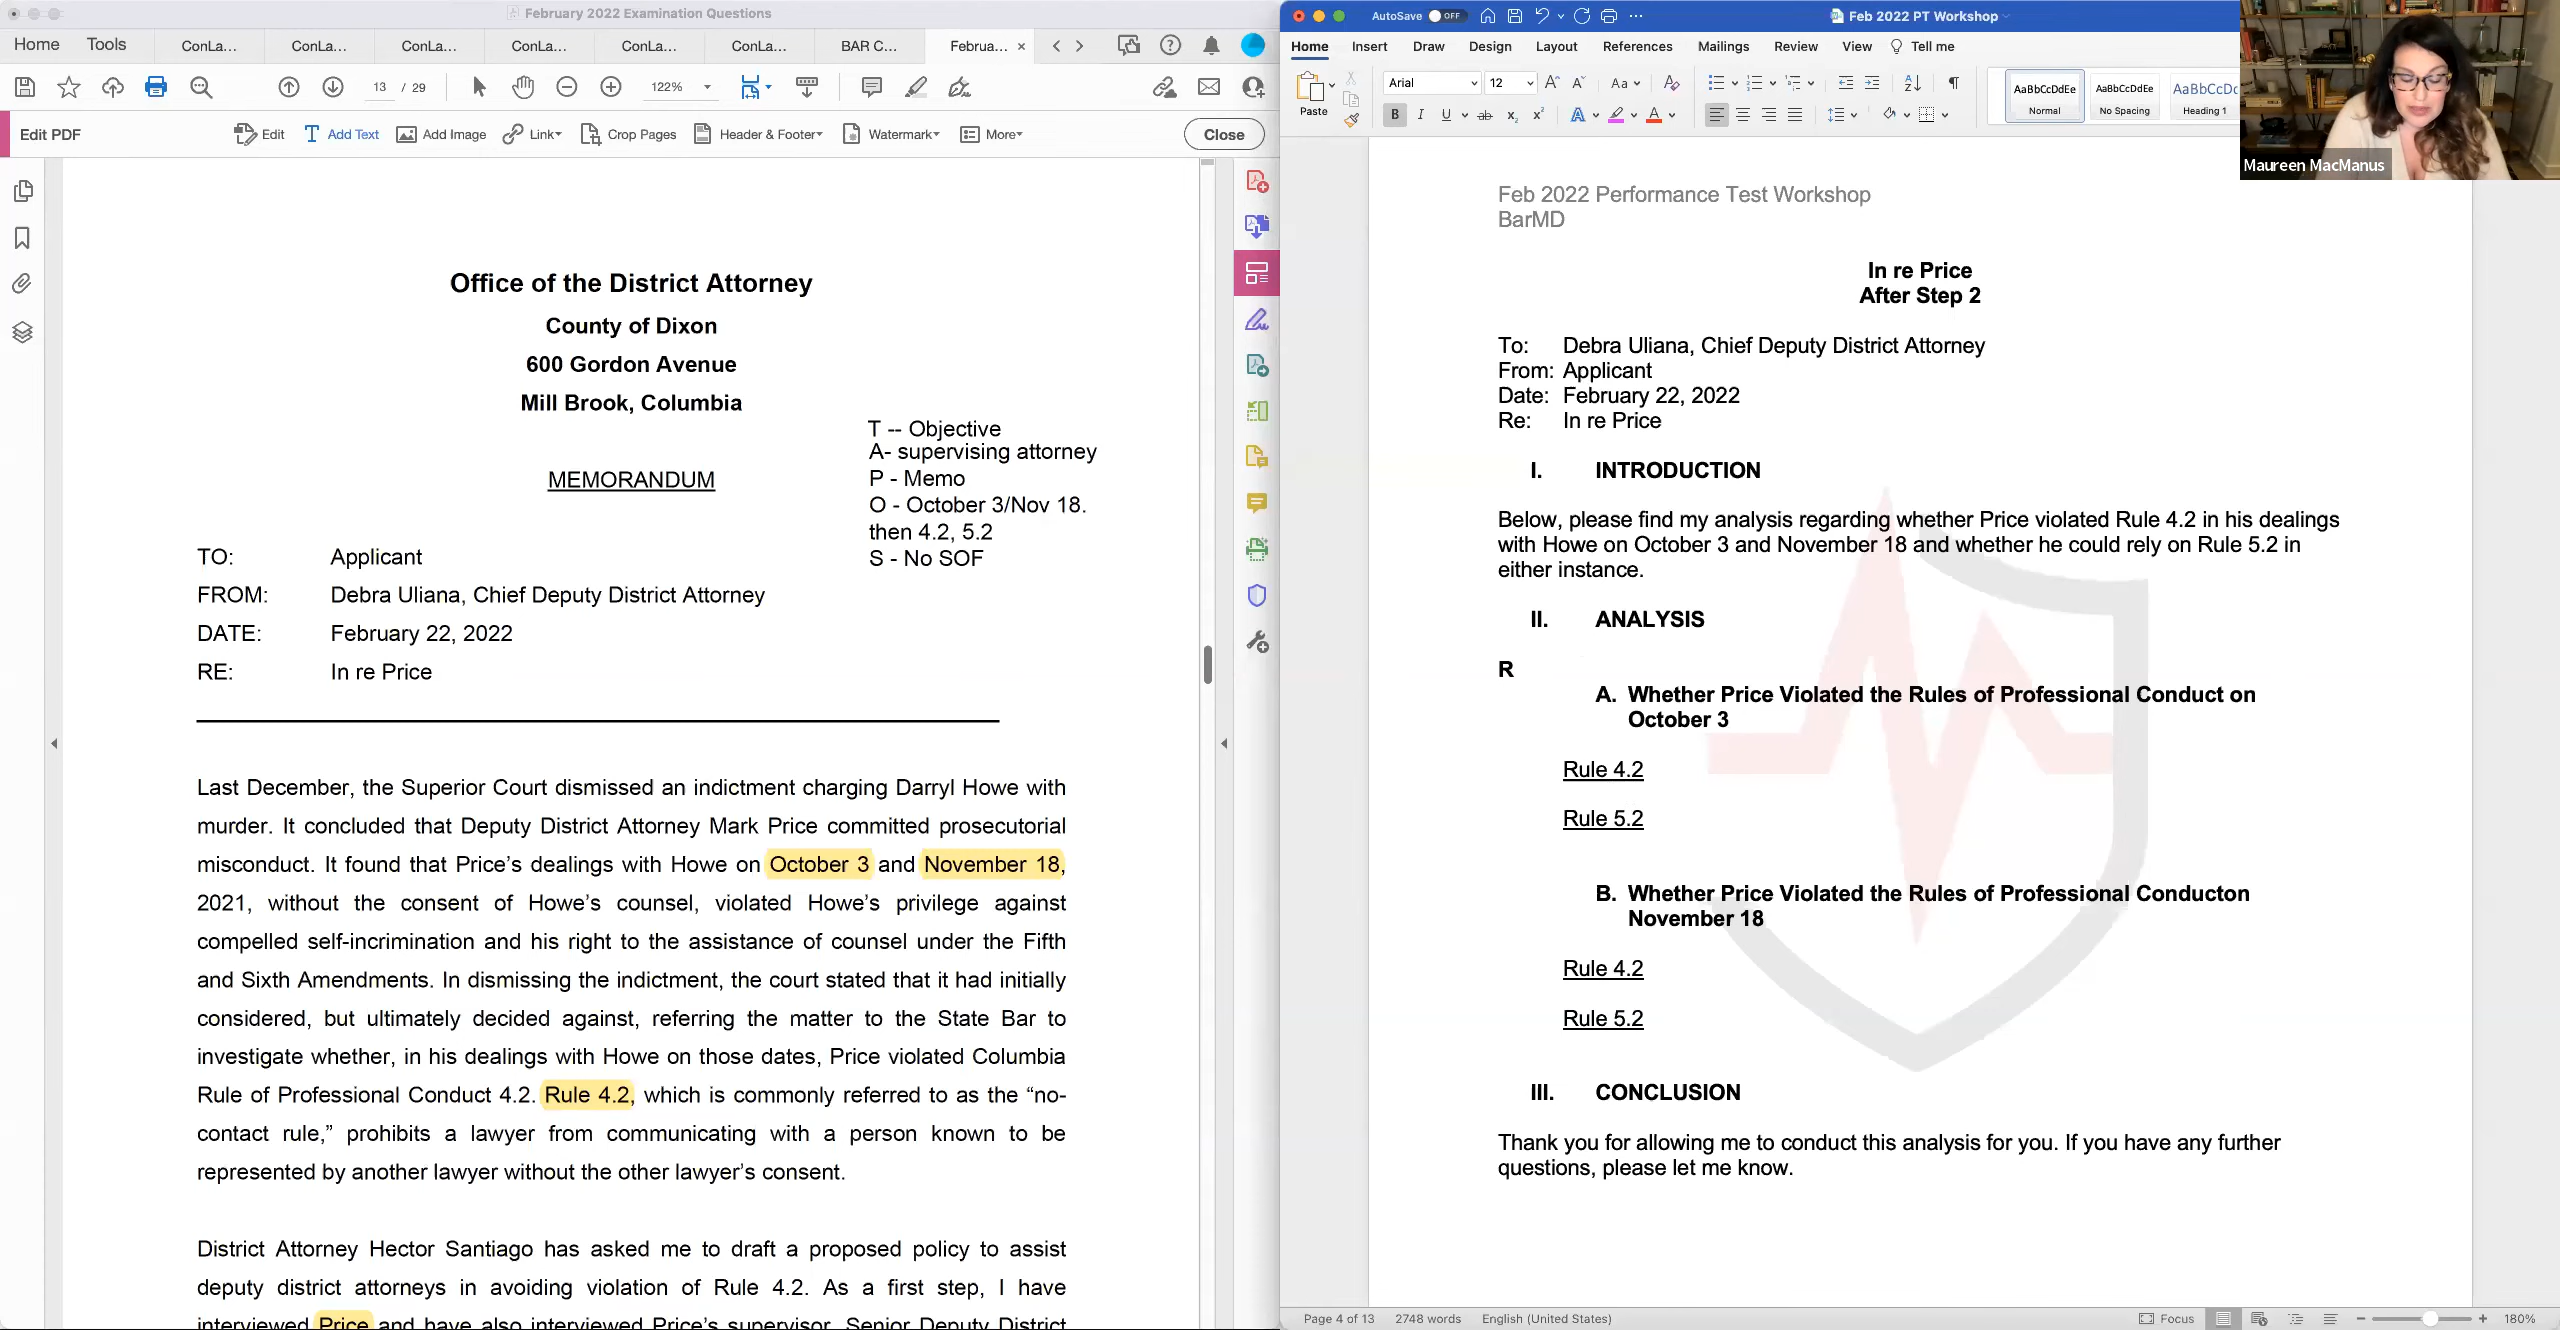 February 2022 Examination Questions
Home Tools ConLa... ConLa... ConLa... ConLa... ConLa... ConLa... BAR C... Februa... ×
13 / 29 122%
Edit PDF Edit Add Text Add Image Link Crop Pages Header & Footer Watermark More Close
Office of the District Attorney
County of Dixon
600 Gordon Avenue
Mill Brook, Columbia
MEMORANDUM
T -- Objective
A- supervising attorney
P - Memo
O - October 3/Nov 18.
then 4.2, 5.2
S - No SOF
TO: Applicant
FROM: Debra Uliana, Chief Deputy District Attorney
DATE: February 22, 2022
RE: In re Price
Last December, the Superior Court dismissed an indictment charging Darryl Howe with
murder. It concluded that Deputy District Attorney Mark Price committed prosecutorial
misconduct. It found that Price’s dealings with Howe on October 3 and November 18,
2021, without the consent of Howe’s counsel, violated Howe’s privilege against
compelled self-incrimination and his right to the assistance of counsel under the Fifth
and Sixth Amendments. In dismissing the indictment, the court stated that it had initially
considered, but ultimately decided against, referring the matter to the State Bar to
investigate whether, in his dealings with Howe on those dates, Price violated Columbia
Rule of Professional Conduct 4.2. Rule 4.2, which is commonly referred to as the “no-
contact rule,” prohibits a lawyer from communicating with a person known to be
represented by another lawyer without the other lawyer’s consent.
District Attorney Hector Santiago has asked me to draft a proposed policy to assist
deputy district attorneys in avoiding violation of Rule 4.2. As a first step, I have
interviewed Price and have also interviewed Price’s supervisor, Senior Deputy District
AutoSave OFF Feb 2022 PT Workshop
Home Insert Draw Design Layout References Mailings Review View Tell me
Paste Arial 12 Aa
B I U ab x₂ x² A A
AaBbCcDdEe AaBbCcDdEe AaBbCcDc
Normal No Spacing Heading 1
Maureen MacManus
Feb 2022 Performance Test Workshop
BarMD
In re Price
After Step 2
To: Debra Uliana, Chief Deputy District Attorney
From: Applicant
Date: February 22, 2022
Re: In re Price
I. INTRODUCTION
Below, please find my analysis regarding whether Price violated Rule 4.2 in his dealings
with Howe on October 3 and November 18 and whether he could rely on Rule 5.2 in
either instance.
II. ANALYSIS
R
A. Whether Price Violated the Rules of Professional Conduct on
October 3
Rule 4.2
Rule 5.2
B. Whether Price Violated the Rules of Professional Conducton
November 18
Rule 4.2
Rule 5.2
III. CONCLUSION
Thank you for allowing me to conduct this analysis for you. If you have any further
questions, please let me know.
Page 4 of 13 2748 words English (United States) Focus 180%